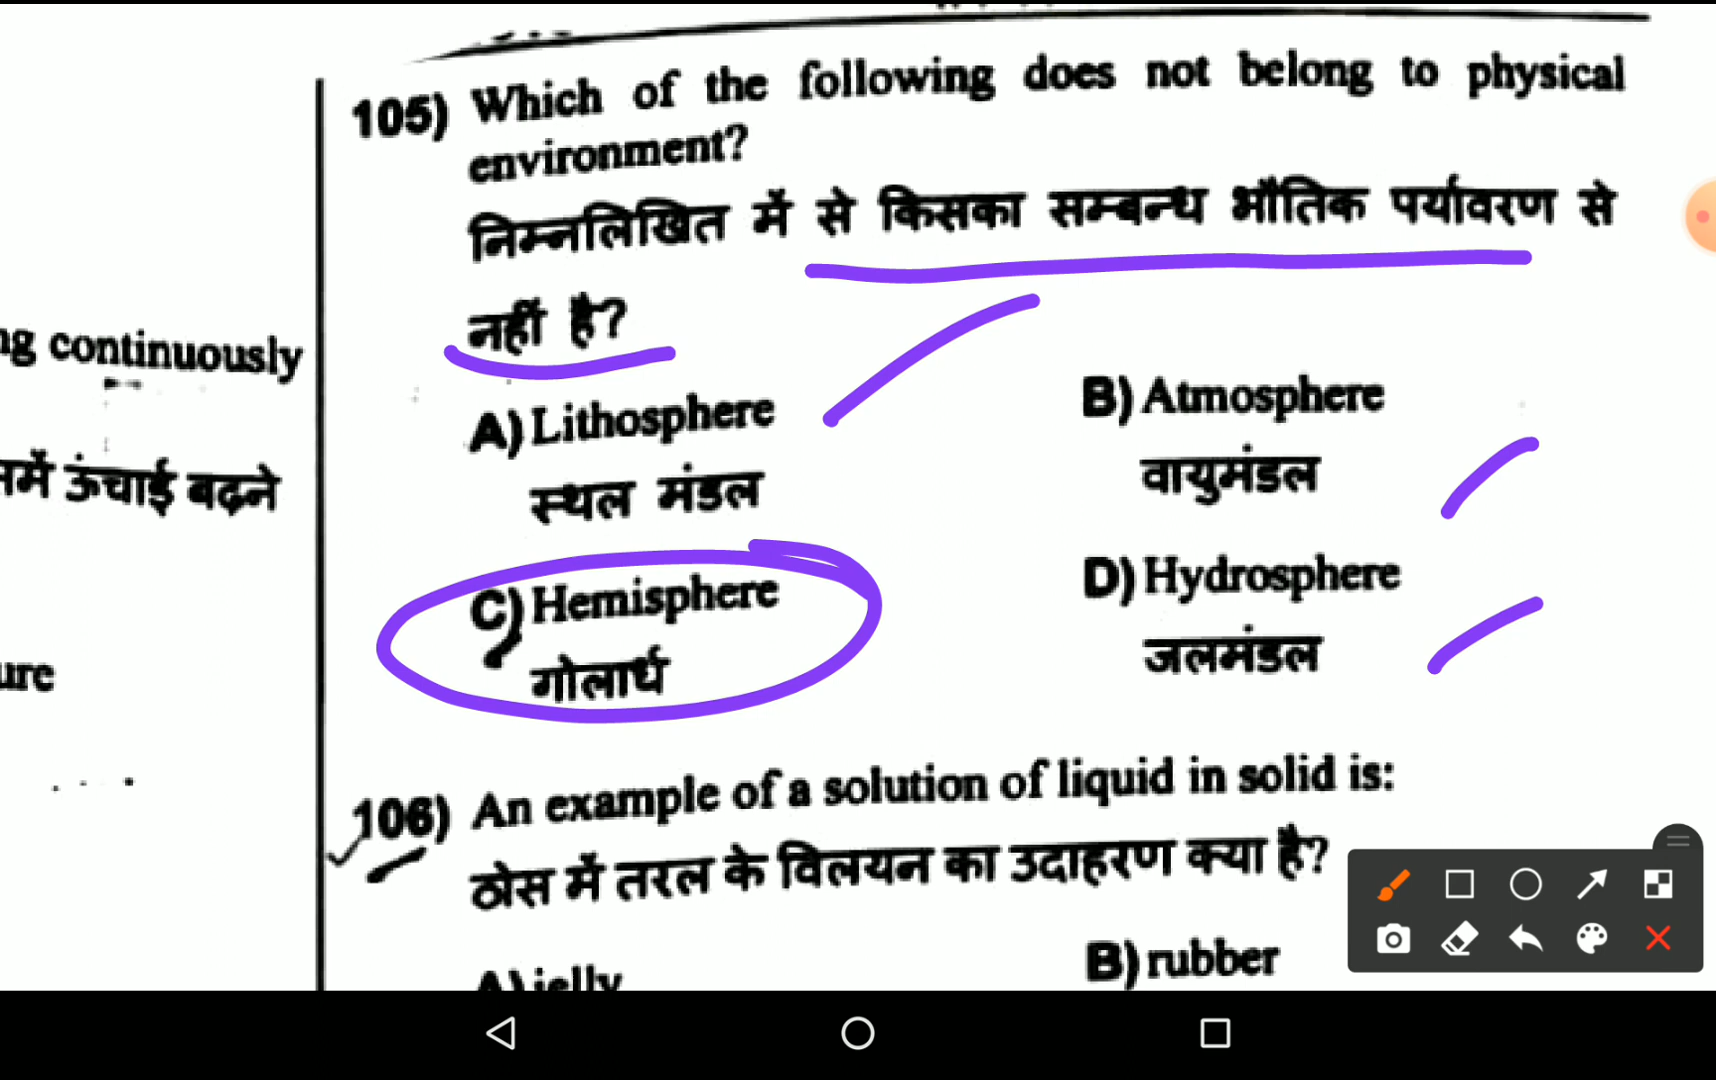 105) Which of the following does not belong to physical
environment?
निम्नलिखित में से किसका सम्बन्ध भौतिक पर्यावरण से
नहीं है?
A) Lithosphere
स्थल मंडल
B) Atmosphere
वायुमंडल
C) Hemisphere
गोलार्ध
D) Hydrosphere
जलमंडल
106) An example of a solution of liquid in solid is:
ठोस में तरल के विलयन का उदाहरण क्या है?
A) jelly
B) rubber
continuously
ऊंचाई बढ़ने